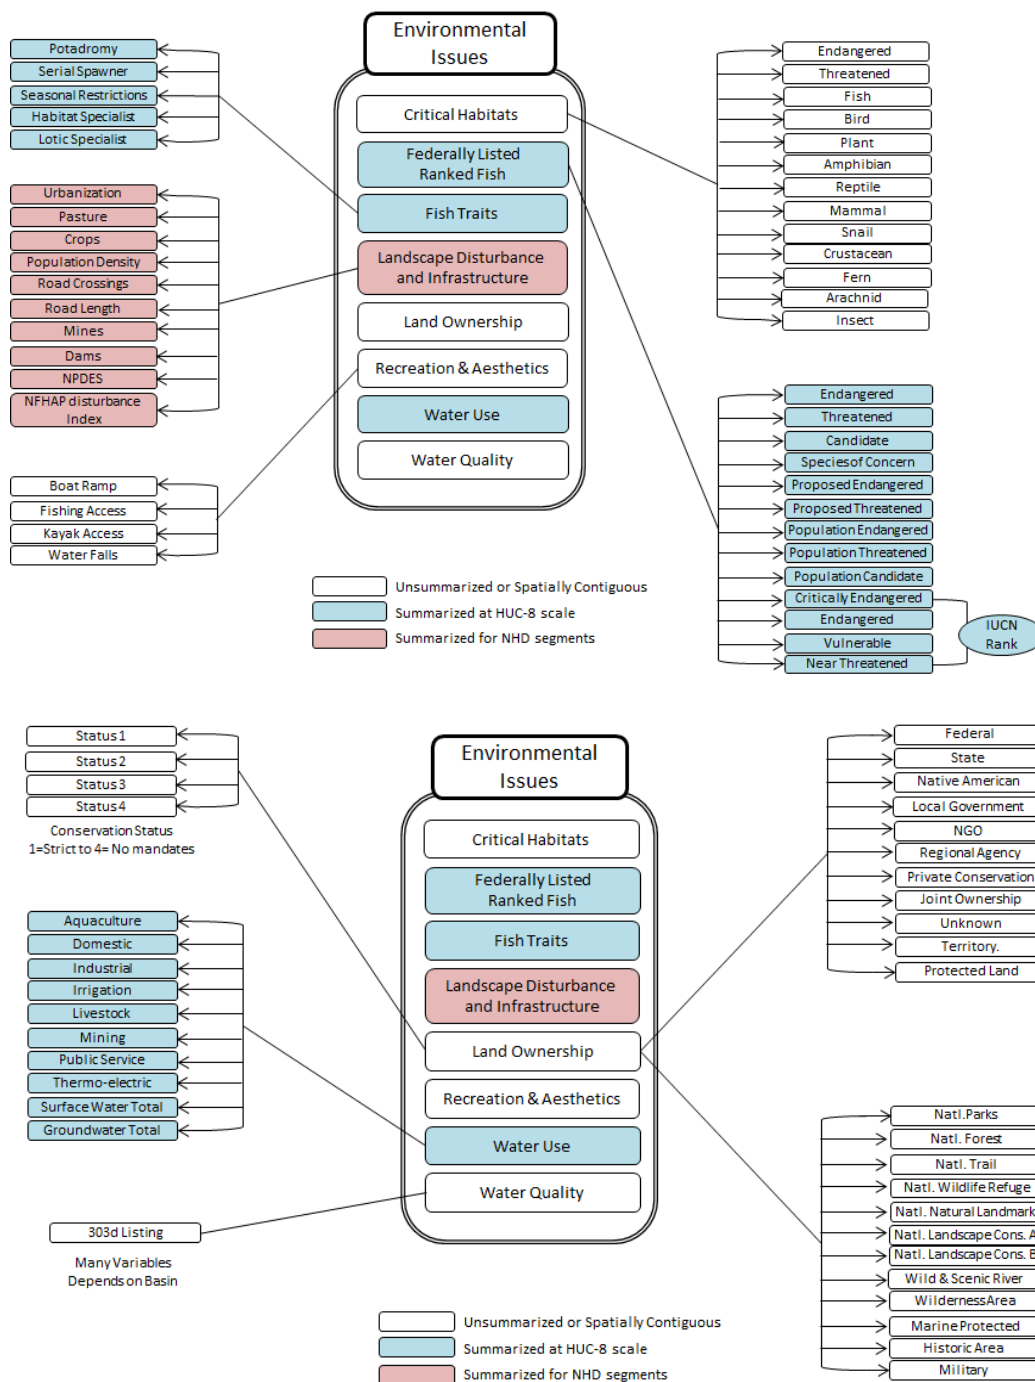 Environmental
Issues
Potadromy
Serial Spawner
Seasonal Restrictions
Habitat Specialist
Lotic Specialist
Urbanization
Pasture
Crops
Population Density
Road Crossings
Road Length
Mines
Dams
NPDES
NFHAP disturbance
Index
Boat Ramp
Fishing Access
Kayak Access
Water Falls
Critical Habitats
Federally Listed
Ranked Fish
Fish Traits
Landscape Disturbance
and Infrastructure
Land Ownership
Recreation & Aesthetics
Water Use
Water Quality
Endangered
Threatened
Fish
Bird
Plant
Amphibian
Reptile
Mammal
Snail
Crustacean
Fern
Arachnid
Insect
Endangered
Threatened
Candidate
Speciesof Concern
Proposed Endangered
Proposed Threatened
Population Endangered
Population Threatened
Population Candidate
Critically Endangered
Endangered
Vulnerable
Near Threatened
IUCN
Rank
Unsummarized or Spatially Contiguous
Summarized at HUC-8 scale
Summarized for NHD segments
Environmental
Issues
Status 1
Status 2
Status 3
Status 4
Conservation Status
1=Strict to 4= No mandates
Aquaculture
Domestic
Industrial
Irrigation
Livestock
Mining
Public Service
Thermo-electric
Surface Water Total
Groundwater Total
303d Listing
Many Variables
Depends on Basin
Critical Habitats
Federally Listed
Ranked Fish
Fish Traits
Landscape Disturbance
and Infrastructure
Land Ownership
Recreation & Aesthetics
Water Use
Water Quality
Federal
State
Native American
Local Government
NGO
Regional Agency
Private Conservation
Joint Ownership
Unknown
Territory.
Protected Land
Natl.Parks
Natl. Forest
Natl. Trail
Natl. Wildlife Refuge
Natl. Natural Landmark
Natl. Landscape Cons. A
Natl. Landscape Cons. B
Wild & Scenic River
WildernessArea
Marine Protected
Historic Area
Military
Unsummarized or Spatially Contiguous
Summarized at HUC-8 scale
Summarized for NHD segments